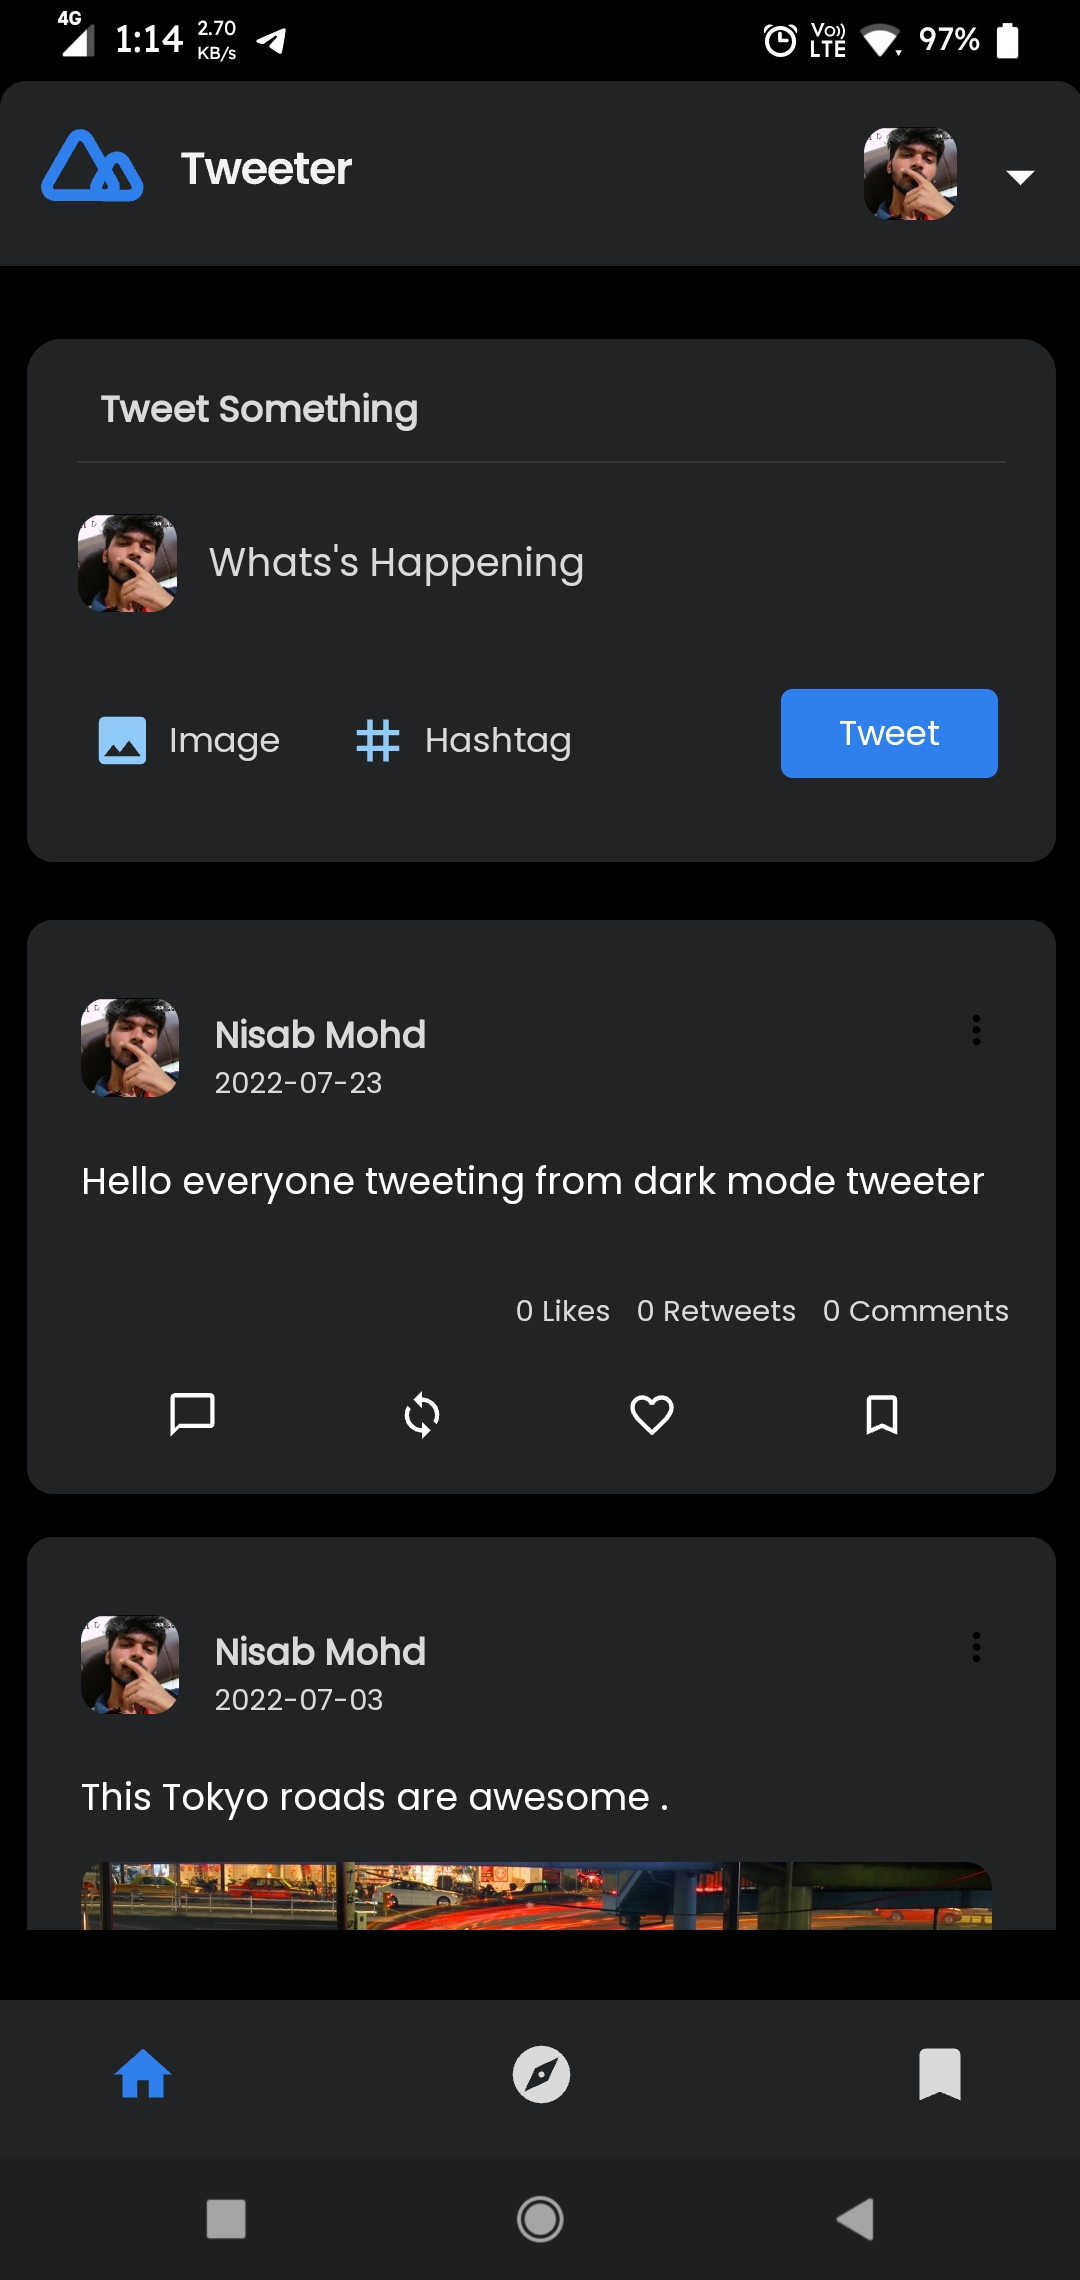 4G
1:14
2.70
KB/s
Vo))
LTE
97%
Tweeter
Tweet Something
Whats's Happening
Image
Hashtag
Tweet
Nisab Mohd
2022-07-23
Hello everyone tweeting from dark mode tweeter
0 Likes 0 Retweets 0 Comments
Nisab Mohd
2022-07-03
This Tokyo roads are awesome .